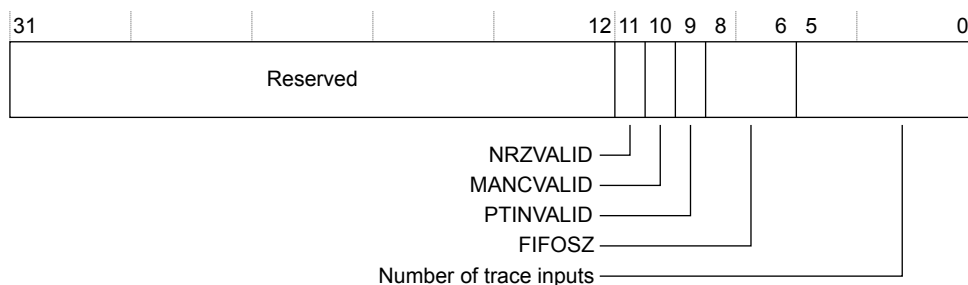 31 12 11 10 9 8 6 5 0
Reserved
NRZVALID
MANCVALID
PTINVALID
FIFOSZ
Number of trace inputs